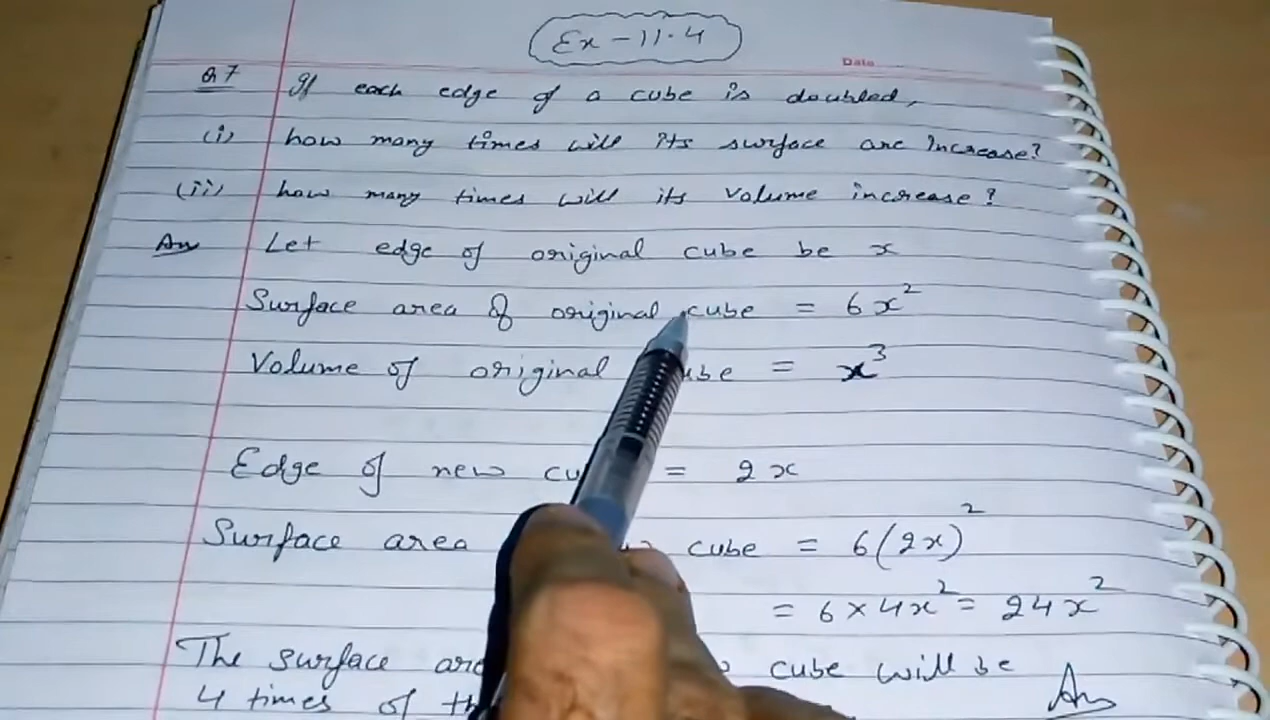 Ex - 11.4
Date
Q7 If each edge of a cube is doubled,
(i) how many times will its surface are increase?
(ii) how many times will its volume increase?
Ans Let edge of original cube be x
Surface area of original cube = 6x²
Volume of original = x³
Edge of new = 2x
Surface area cube = 6(2x)²
= 6×4x² = 24x²
The surface cube will be
4 times of Ans